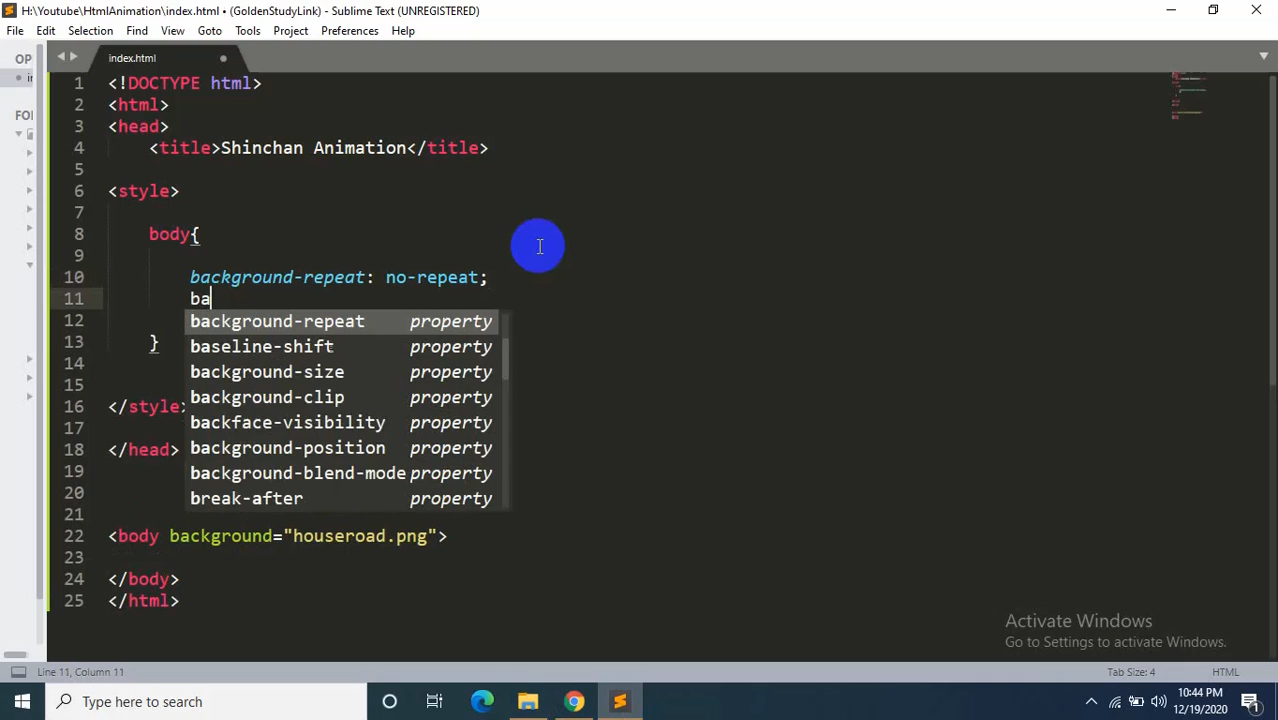 H:\Youtube\HtmlAnimation\index.html • (GoldenStudyLink) - Sublime Text (UNREGISTERED)
File Edit Selection Find View Goto Tools Project Preferences Help
OP
index.html
FO
1 <!DOCTYPE html>
2 <html>
3 <head>
4 <title>Shinchan Animation</title>
5
6 <style>
7
8 body{
9
10 background-repeat: no-repeat;
11 ba
12 background-repeat property
13 } baseline-shift property
14 background-size property
15 background-clip property
16 </style>
17 backface-visibility property
18 </head> background-position property
19 background-blend-mode property
20 break-after property
21
22 <body background="houseroad.png">
23
24 </body>
25 </html>
Activate Windows
Go to Settings to activate Windows.
Line 11, Column 11 Tab Size: 4 HTML
Type here to search
10:44 PM
12/19/2020
1